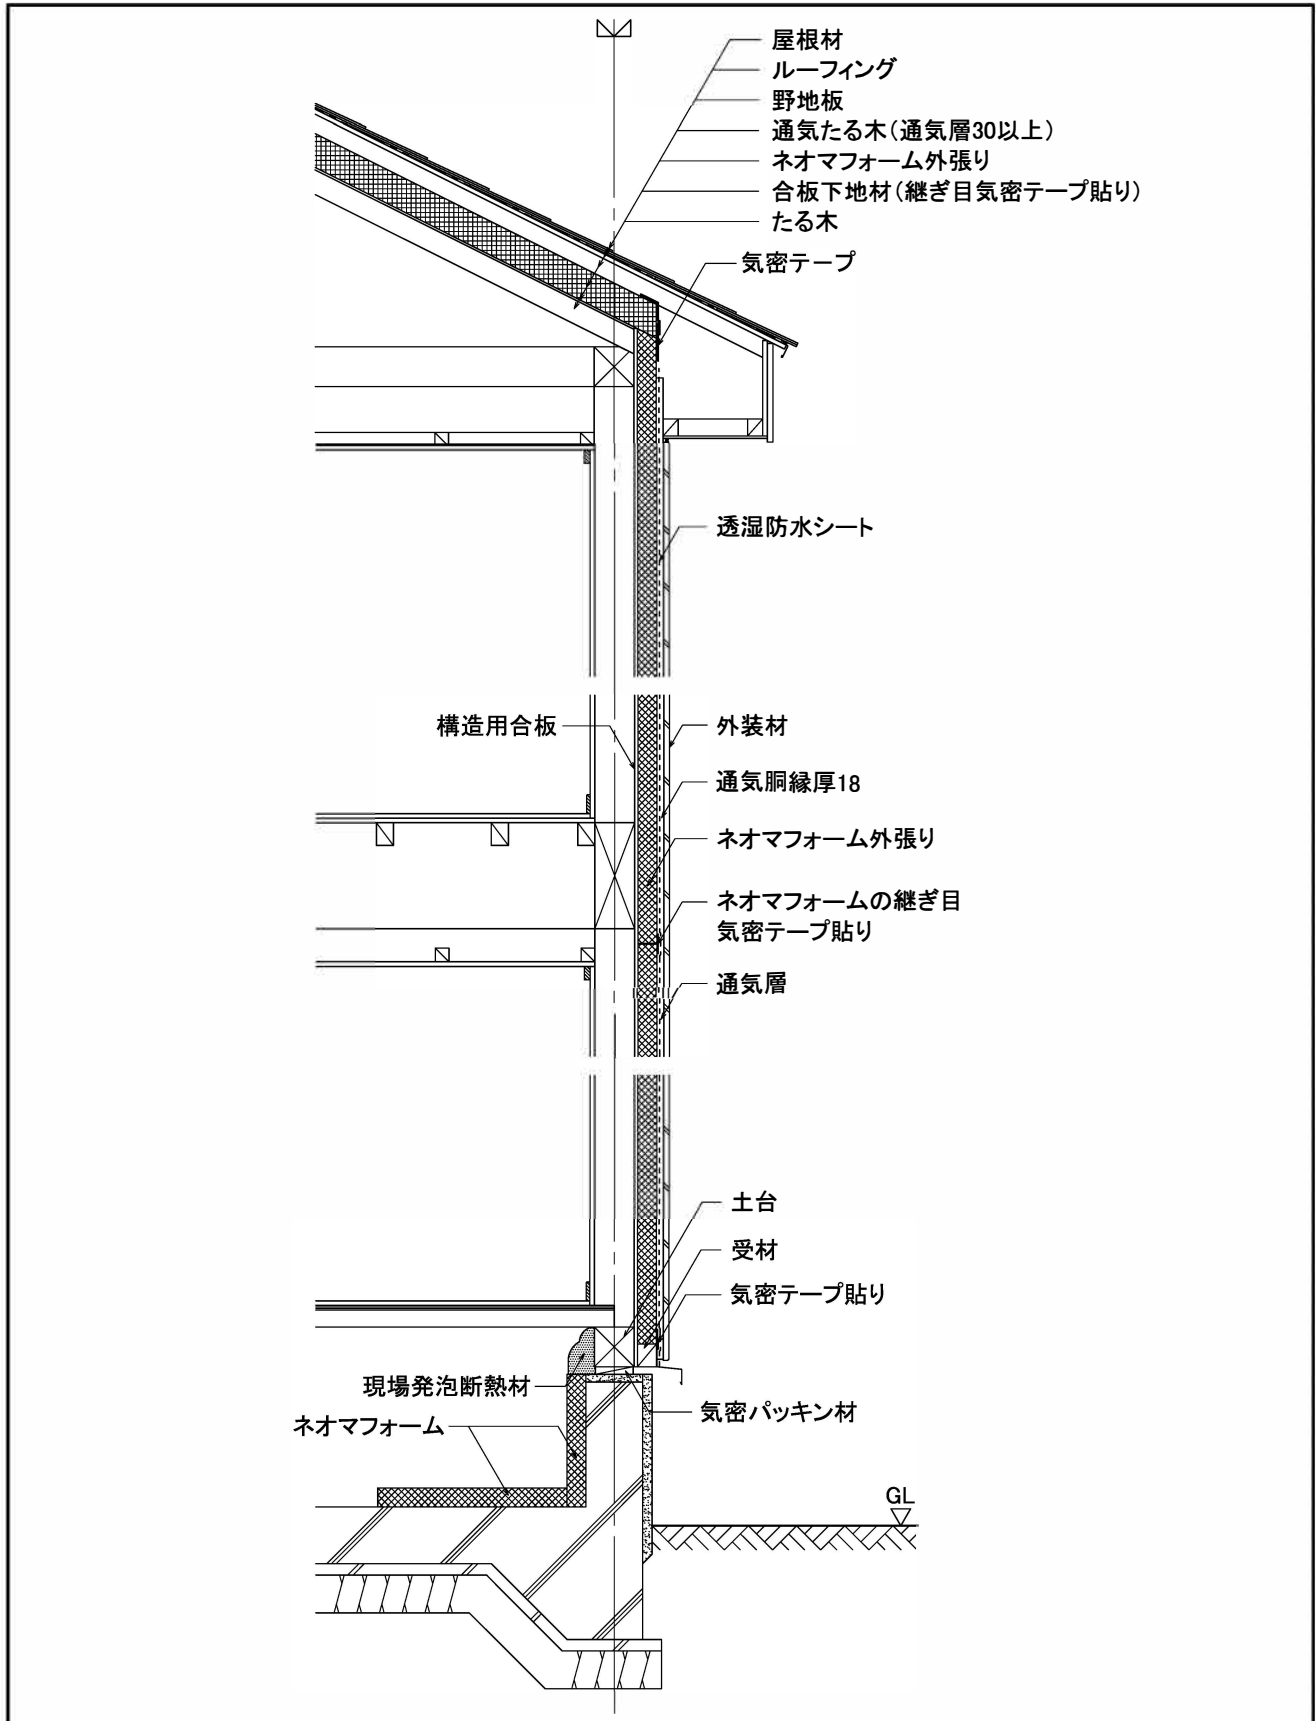 屋根材
ルーフィング
野地板
通気たる木(通気層30以上)
ネオマフォーム外張り
合板下地材(継ぎ目気密テープ貼り)
たる木
気密テープ
透湿防水シート
構造用合板
外装材
通気胴縁厚18
ネオマフォーム外張り
ネオマフォームの継ぎ目
気密テープ貼り
通気層
土台
受材
気密テープ貼り
現場発泡断熱材
気密パッキン材
ネオマフォーム
GL